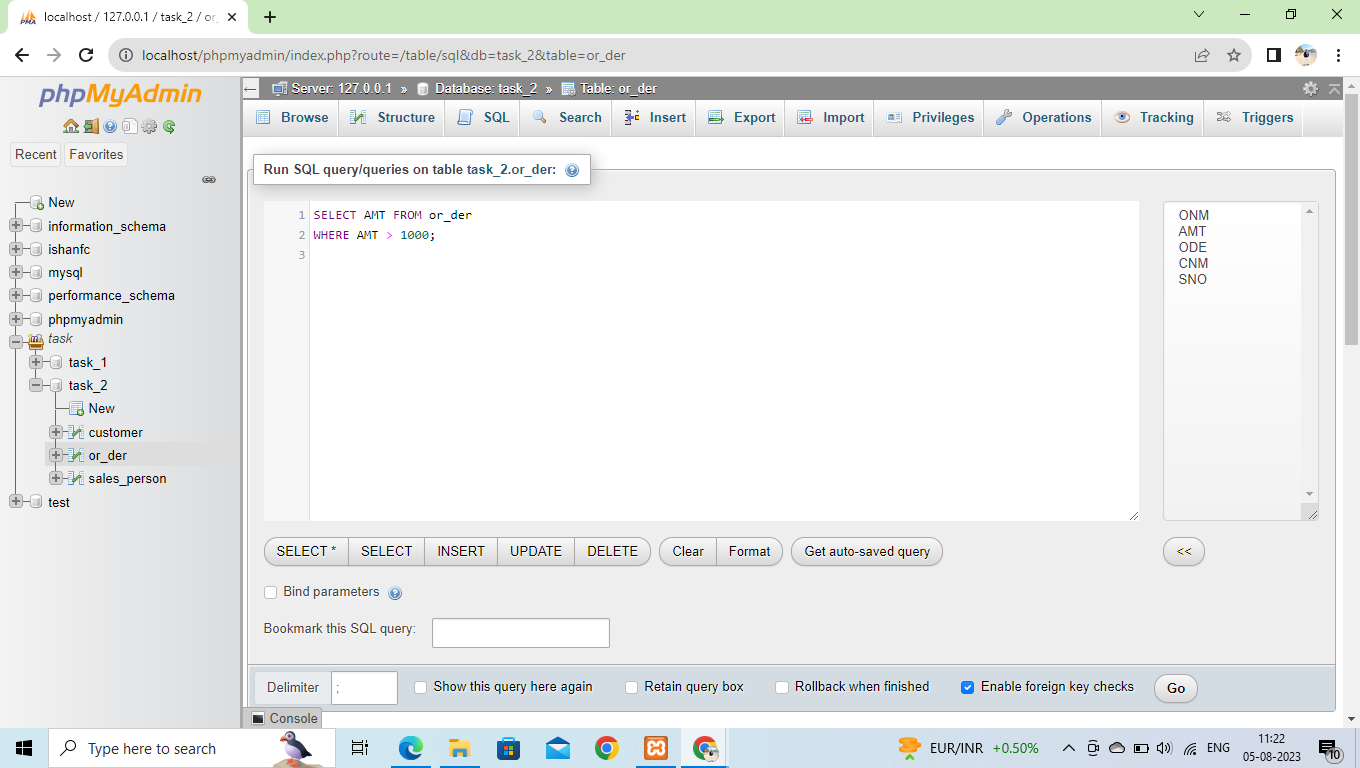 localhost / 127.0.0.1 / task_2 / or_
localhost/phpmyadmin/index.php?route=/table/sql&db=task_2&table=or_der
phpMyAdmin
Recent Favorites
New
information_schema
ishanfc
mysql
performance_schema
phpmyadmin
task
task_1
task_2
New
customer
or_der
sales_person
test
Server: 127.0.0.1 » Database: task_2 » Table: or_der
Browse Structure SQL Search Insert Export Import Privileges Operations Tracking Triggers
Run SQL query/queries on table task_2.or_der:
1 SELECT AMT FROM or_der
2 WHERE AMT > 1000;
3
ONM
AMT
ODE
CNM
SNO
SELECT * SELECT INSERT UPDATE DELETE Clear Format Get auto-saved query <<
Bind parameters
Bookmark this SQL query:
Delimiter ; Show this query here again Retain query box Rollback when finished Enable foreign key checks Go
Console
Type here to search
EUR/INR +0.50%
ENG
11:22
05-08-2023
10